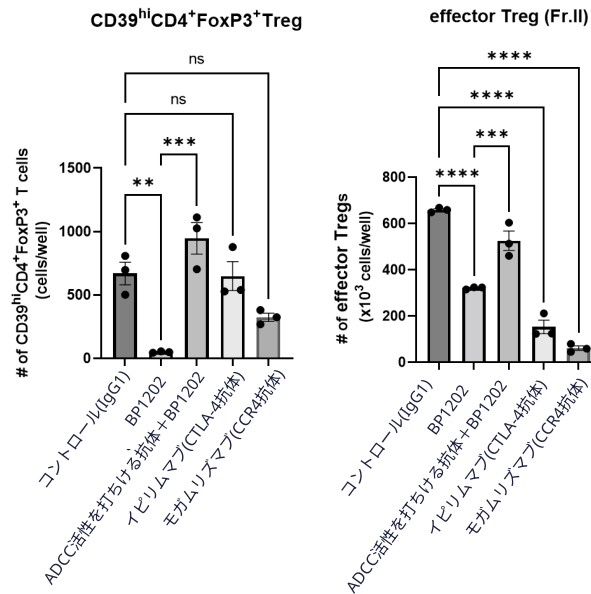 CD39hiCD4+FoxP3+Treg
ns
ns
***
**
# of CD39hiCD4+FoxP3+ T cells
(cells/well)
1500
1000
500
0
コントロール(IgG1)
BP1202
ADCC活性を打ちける抗体＋BP1202
イピリムマブ(CTLA-4抗体)
モガムリズマブ(CCR4抗体)
effector Treg (Fr.II)
****
****
***
****
# of effector Tregs
(x103 cells/well)
800
600
400
200
0
コントロール(IgG1)
BP1202
ADCC活性を打ちける抗体＋BP1202
イピリムマブ(CTLA-4抗体)
モガムリズマブ(CCR4抗体)